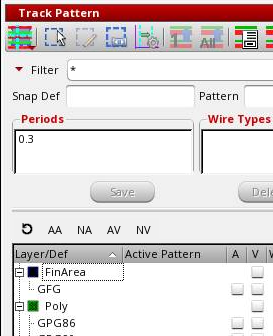 Track Pattern
All
Filter *
Snap Def Pattern
Periods Wire Types
0.3
Save
AA NA AV NV
Layer/Def Active Pattern A V
FinArea
GFG
Poly
GPG86